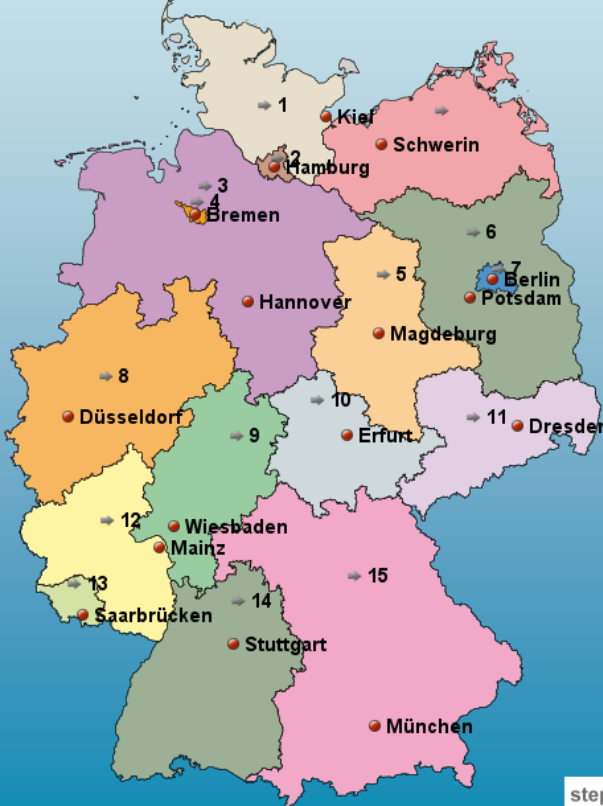 1
Kiel
Schwerin
2
Hamburg
3
4
Bremen
6
7
Berlin
Potsdam
5
Hannover
Magdeburg
8
Düsseldorf
10
9
Erfurt
11
Dresden
12
Wiesbaden
Mainz
15
13
14
Saarbrücken
Stuttgart
München
step